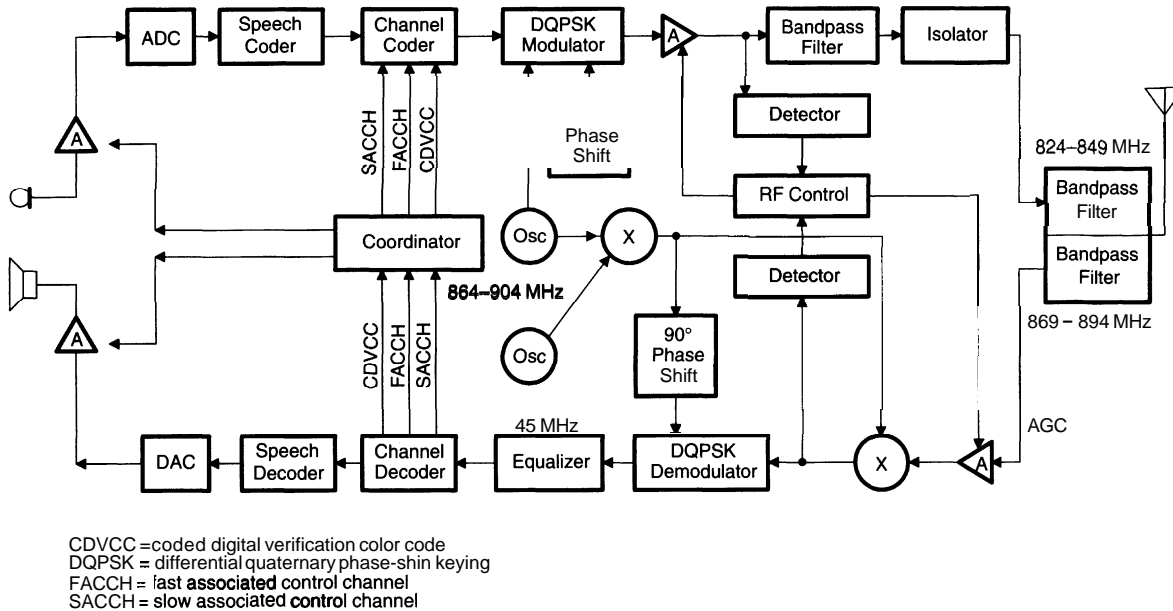 ADC
Speech
Coder
Channel
Coder
DQPSK
Modulator
A
Bandpass
Filter
Isolator
A
SACCH
FACCH
CDVCC
Phase
Shift
Detector
824–849 MHz
RF Control
Bandpass
Filter
Coordinator
Osc
X
Bandpass
Filter
Detector
864–904 MHz
869 – 894 MHz
A
Osc
90°
Phase
Shift
CDVCC
FACCH
SACCH
45 MHz
AGC
DAC
Speech
Decoder
Channel
Decoder
Equalizer
DQPSK
Demodulator
X
A
CDVCC =coded digital verification color code
DQPSK = differential quaternary phase-shin keying
FACCH = fast associated control channel
SACCH = slow associated control channel